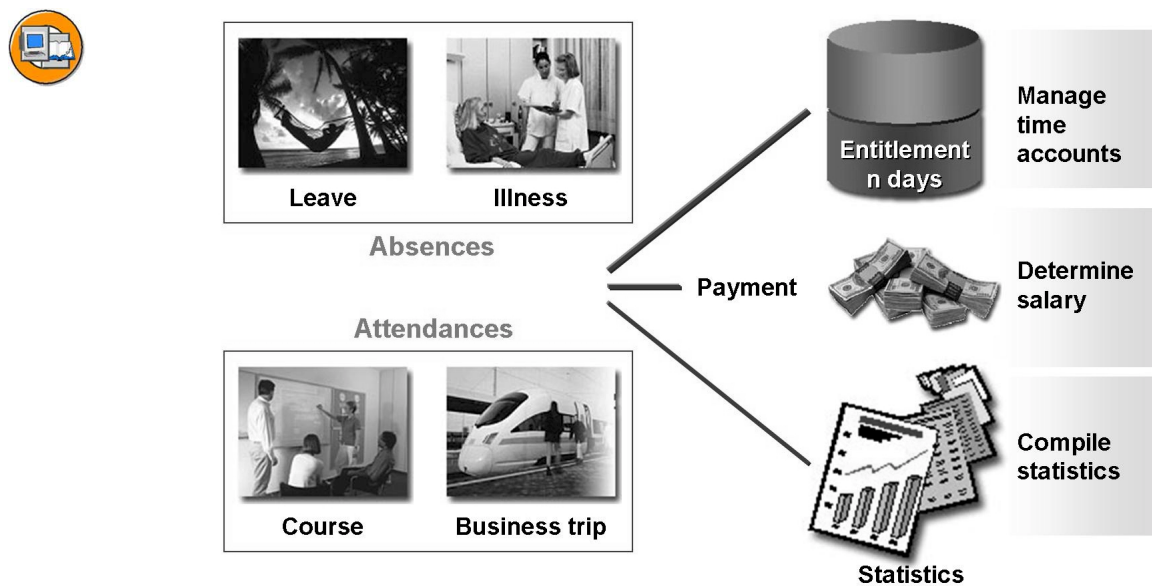 Leave
Illness
Absences
Attendances
Course
Business trip
Payment
Entitlement
n days
Manage
time
accounts
Determine
salary
Compile
statistics
Statistics